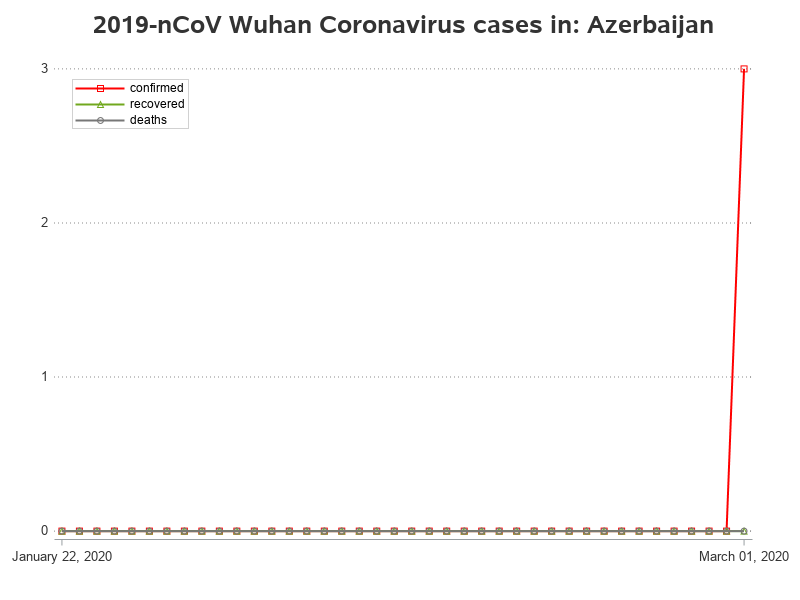 2019-nCoV Wuhan Coronavirus cases in: Azerbaijan
3
confirmed
recovered
deaths
2
1
0
January 22, 2020
March 01, 2020